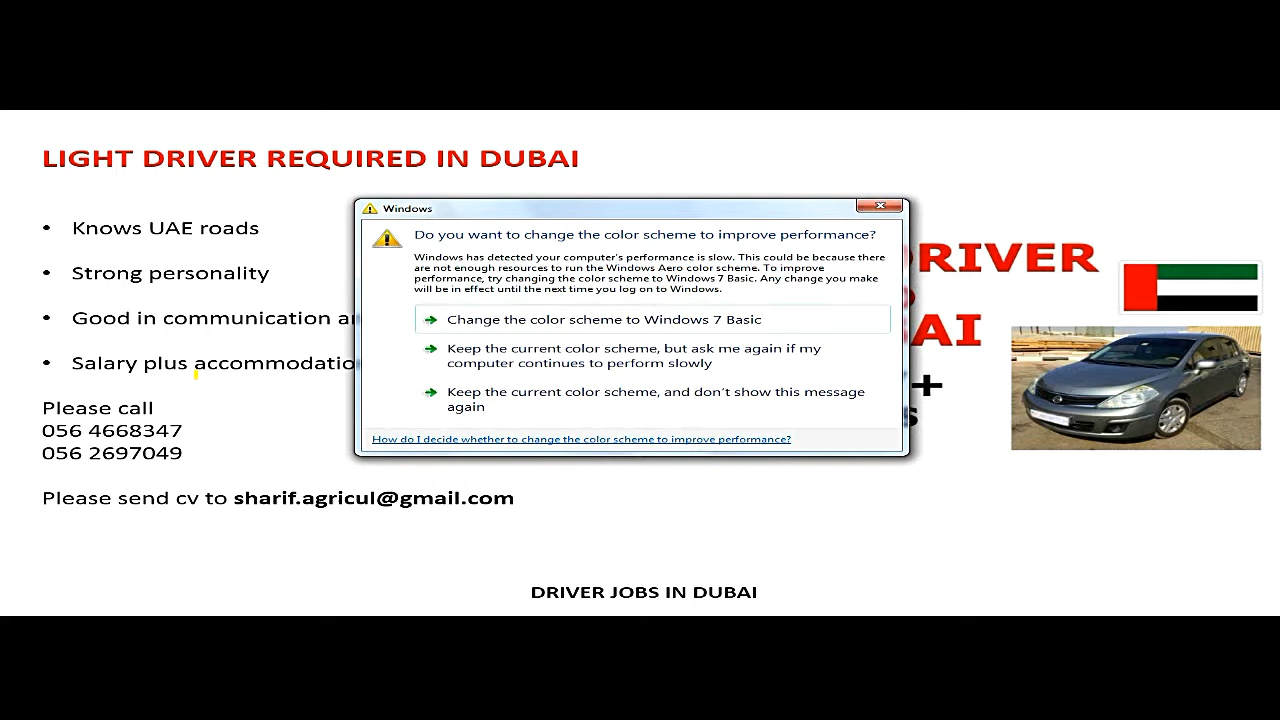 LIGHT DRIVER REQUIRED IN DUBAI
• Knows UAE roads
• Strong personality
• Good in communication
• Salary plus
Please call
056 4668347
056 2697049
Please send cv to sharif.agricul@gmail.com
Windows
Do you want to change the color scheme to improve performance?
Windows has detected your computer's performance is slow. This could be because there
are not enough resources to run the Windows Aero color scheme. To improve
performance, try changing the color scheme to Windows 7 Basic. Any change you make
will be in effect until the next time you log on to Windows.
Change the color scheme to Windows 7 Basic
Keep the current color scheme, but ask me again if my
computer continues to perform slowly
Keep the current color scheme, and don't show this message
again
How do I decide whether to change the color scheme to improve performance?
RIVER
AI
+
DRIVER JOBS IN DUBAI